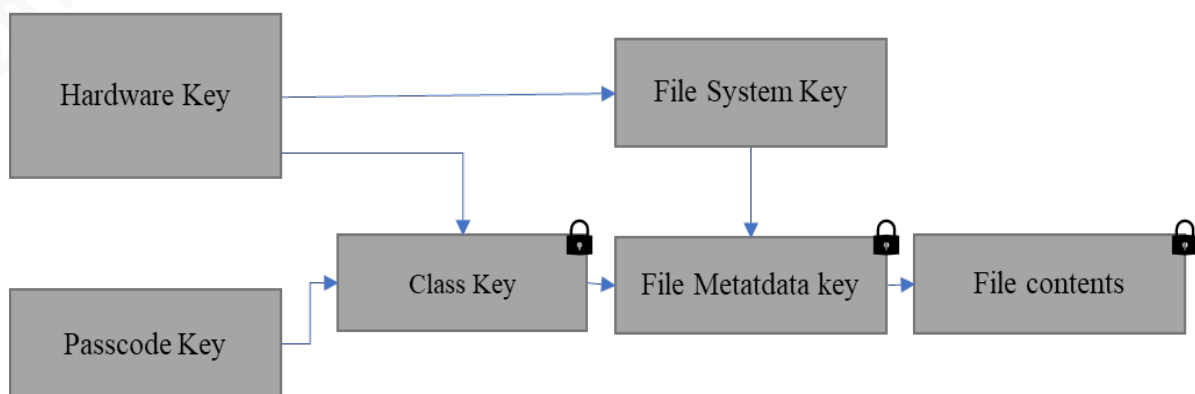 Hardware Key
File System Key
Class Key
File Metatdata key
File contents
Passcode Key